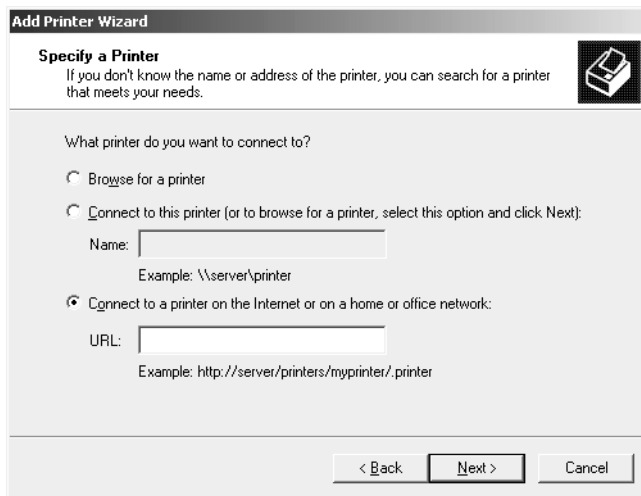 Add Printer Wizard
Specify a Printer
If you don't know the name or address of the printer, you can search for a printer
that meets your needs.
What printer do you want to connect to?
Browse for a printer
Connect to this printer (or to browse for a printer, select this option and click Next):
Name:
Example: \\server\printer
Connect to a printer on the Internet or on a home or office network:
URL:
Example: http://server/printers/myprinter/.printer
< Back Next > Cancel